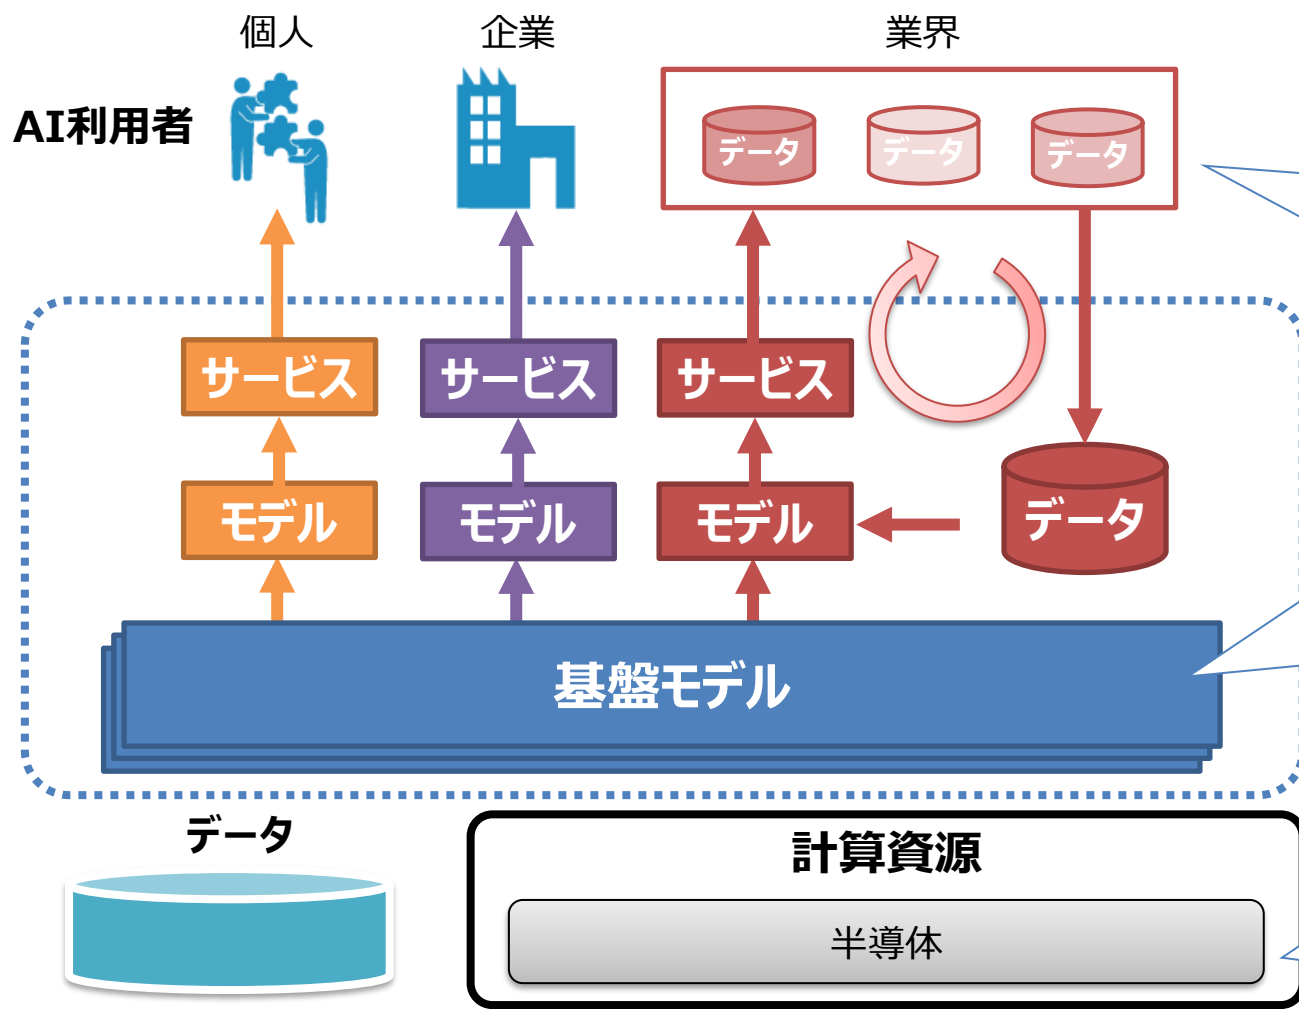 個人
企業
業界
AI利用者
データ
データ
データ
サービス
サービス
サービス
モデル
モデル
モデル
データ
基盤モデル
データ
計算資源
半導体